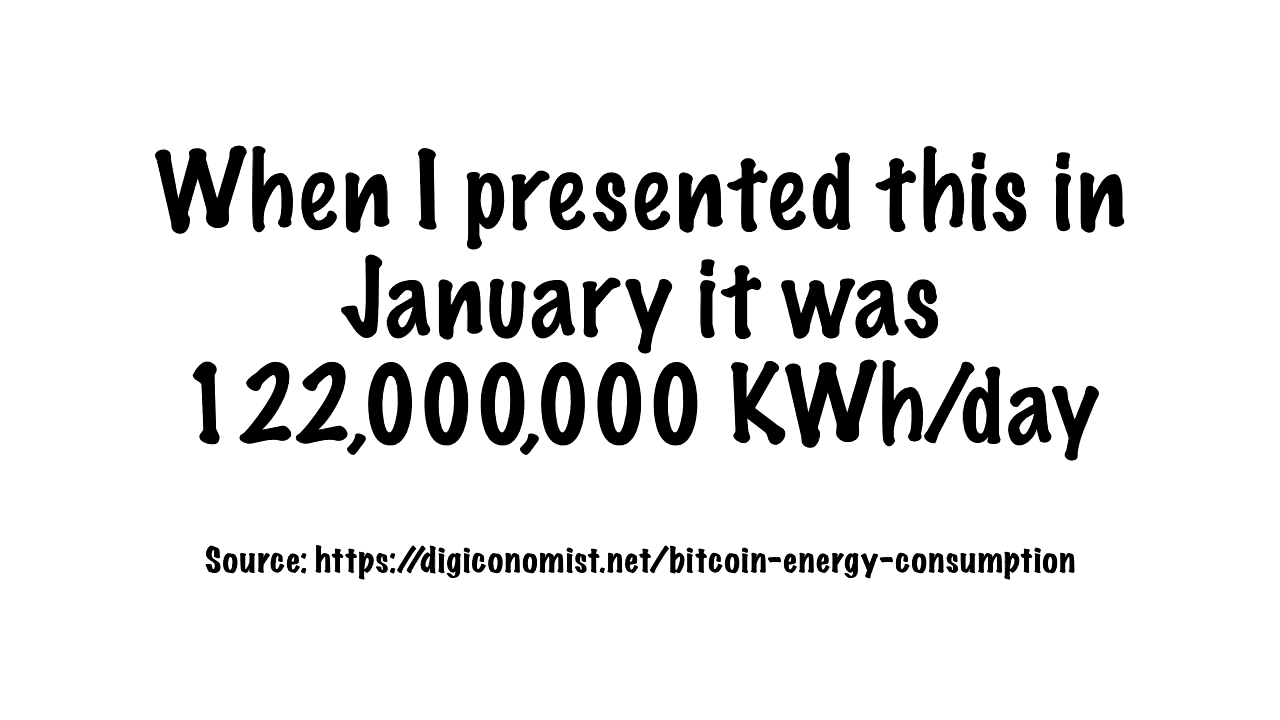 When I presented this in
January it was
122,000,000 KWh/day
Source: https://digiconomist.net/bitcoin-energy-consumption